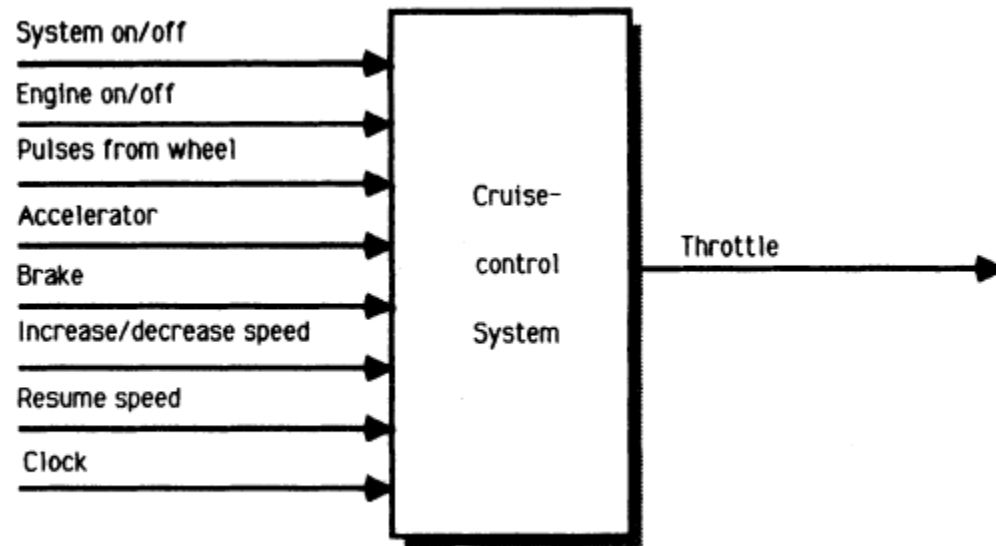 System on/off
Engine on/off
Pulses from wheel
Accelerator
Brake
Increase/decrease speed
Resume speed
Clock
Cruise-
control
System
Throttle